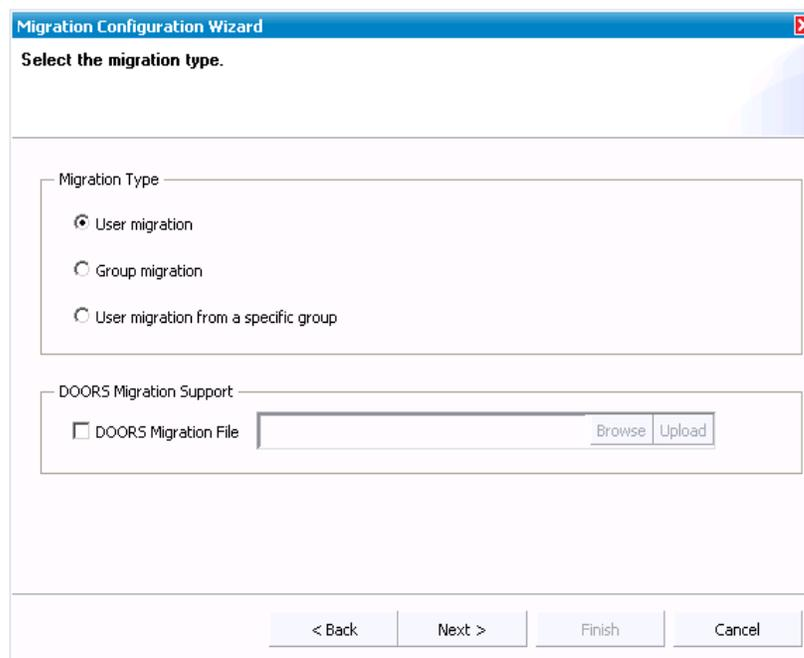 Migration Configuration Wizard
Select the migration type.
Migration Type
User migration
Group migration
User migration from a specific group
DOORS Migration Support
DOORS Migration File Browse Upload
< Back Next > Finish Cancel